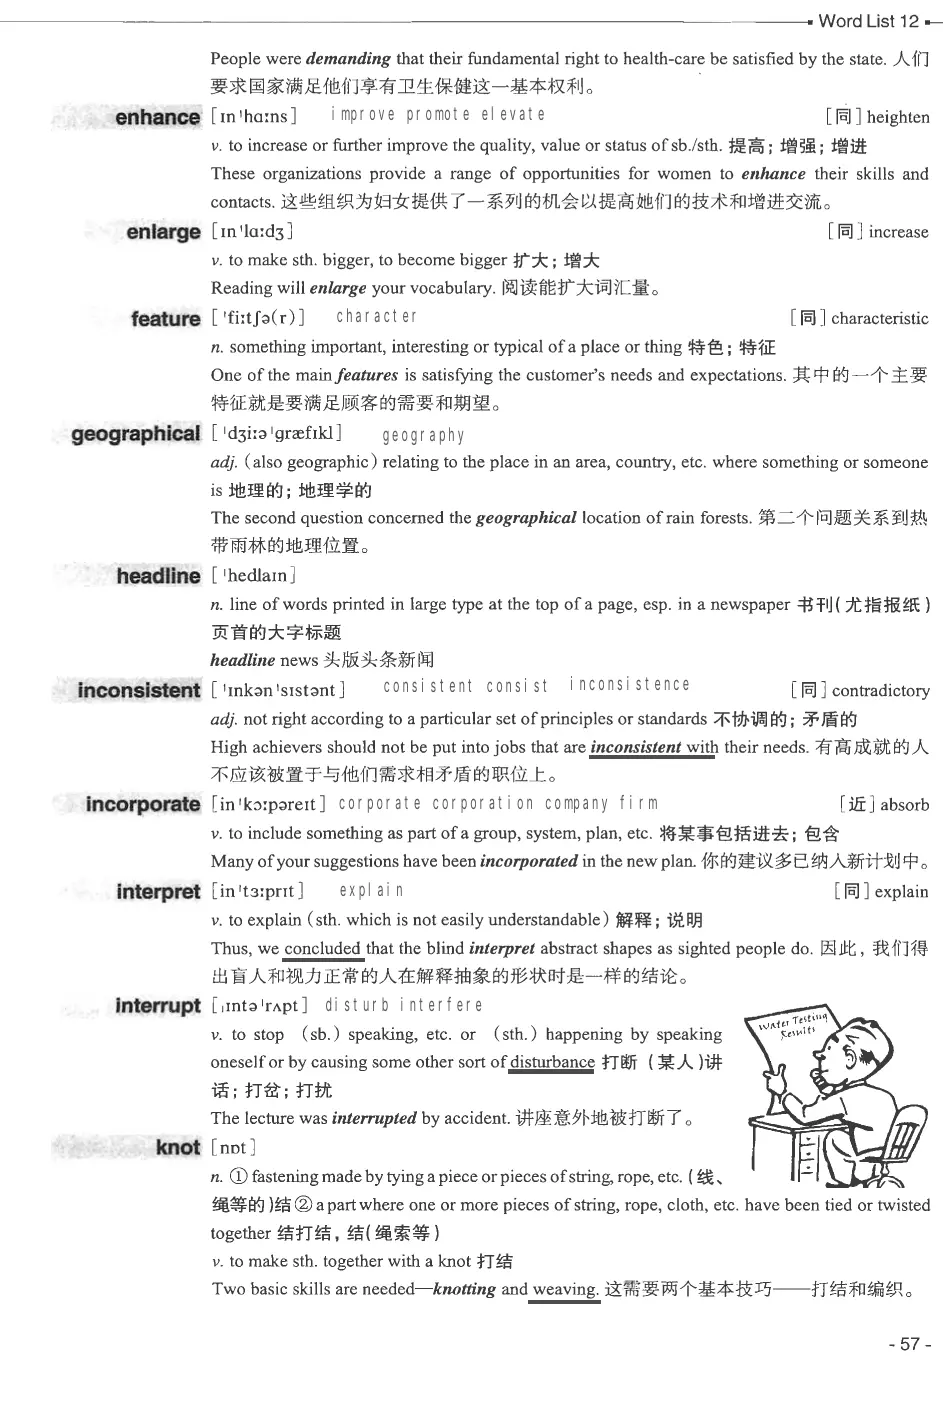 Word List 12
People were demanding that their fundamental right to health-care be satisfied by the state. 人们
要求国家满足他们享有卫生保健这一基本权利。
enhance [ɪnˈhɑːns] improve promote elevate [同] heighten
v. to increase or further improve the quality, value or status of sb./sth. 提高; 增强; 增进
These organizations provide a range of opportunities for women to enhance their skills and
contacts. 这些组织为妇女提供了一系列的机会以提高她们的技术和增进交流。
enlarge [ɪnˈlɑːdʒ] [同] increase
v. to make sth. bigger, to become bigger 扩大; 增大
Reading will enlarge your vocabulary. 阅读能扩大词汇量。
feature [ˈfiːtʃə(r)] character [同] characteristic
n. something important, interesting or typical of a place or thing 特色; 特征
One of the main features is satisfying the customer's needs and expectations. 其中的一个主要
特征就是要满足顾客的需要和期望。
geographical [ˈdʒiːəˈɡræfɪkl] geography
adj. (also geographic) relating to the place in an area, country, etc. where something or someone
is 地理的; 地理学的
The second question concerned the geographical location of rain forests. 第二个问题关系到热
带雨林的地理位置。
headline [ˈhedlaɪn]
n. line of words printed in large type at the top of a page, esp. in a newspaper 书刊(尤指报纸)
页首的大字标题
headline news 头版头条新闻
inconsistent [ˈɪnkənˈsɪstənt] consistent consist inconsistence [同] contradictory
adj. not right according to a particular set of principles or standards 不协调的; 矛盾的
High achievers should not be put into jobs that are inconsistent with their needs. 有高成就的人
不应该被置于与他们需求相矛盾的职位上。
incorporate [inˈkɔːpəreɪt] corporate corporation company firm [近] absorb
v. to include something as part of a group, system, plan, etc. 将某事包括进去; 包含
Many of your suggestions have been incorporated in the new plan. 你的建议多已纳入新计划中。
interpret [inˈtɜːprɪt] explain [同] explain
v. to explain (sth. which is not easily understandable) 解释; 说明
Thus, we concluded that the blind interpret abstract shapes as sighted people do. 因此, 我们得
出盲人和视力正常的人在解释抽象的形状时是一样的结论。
interrupt [ˌɪntəˈrʌpt] disturb interfere
v. to stop (sb.) speaking, etc. or (sth.) happening by speaking
Water Testing
Results
oneself or by causing some other sort of disturbance 打断 (某人)讲
话; 打岔; 打扰
The lecture was interrupted by accident. 讲座意外地被打断了。
knot [nɒt]
n. ① fastening made by tying a piece or pieces of string, rope, etc. (线、
绳等的)结 ② a part where one or more pieces of string, rope, cloth, etc. have been tied or twisted
together 结打结, 结(绳索等)
v. to make sth. together with a knot 打结
Two basic skills are needed—knotting and weaving. 这需要两个基本技巧——打结和编织。
- 57 -